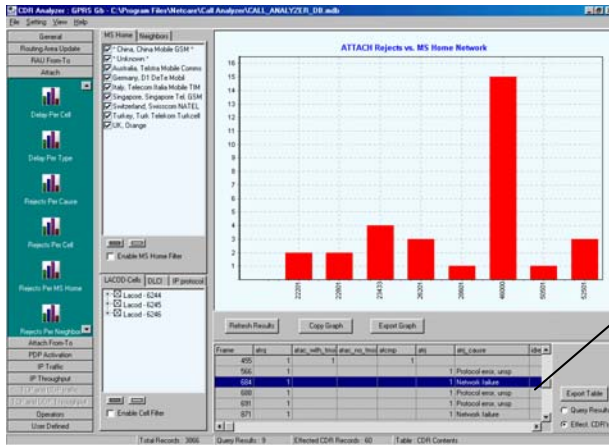 CDR Analyzer : GPRS Gb - C:\Program Files\Netcare\Call Analyzer\CALL_ANALYZER_DB.mdb
File Setting View Help
General
Routing Area Update
RAU From-To
Attach
Delay Per Cell
Delay Per Type
Rejects Per Cause
Rejects Per Cell
Rejects Per MS Home
Rejects Per Neighbor
Attach From-To
PDP Activation
IP Traffic
IP Throughput
Operators
User Defined
MS Home Neighbors
* China, China Mobile GSM *
* Unknown *
Australia, Telstra Mobile Comms
Germany, D1 DeTe Mobil
Italy, Telecom Italia Mobile TIM
Singapore, Singapore Tel. GSM
Switzerland, Swisscom NATEL
Turkey, Turk Telekom Turkcell
UK, Orange
Enable MS Home Filter
LACOD-Cells DLCI IP protocol
Lacod - 6244
Lacod - 6245
Lacod - 6246
Enable Cell Filter
ATTACH Rejects vs. MS Home Network
16
15
14
13
12
11
10
9
8
7
6
5
4
3
2
1
22201 22801 23433 26201 28601 46000 50501 52501
Refresh Results Copy Graph Export Graph
Frame atrq atac_with_tmsi atac_no_tmsi atcmp atrj atrj_cause
455 1 1 1
566 1 1 Protocol error, unsp
684 1 1 Network failure
688 1 1 Protocol error, unsp
691 1 1 Protocol error, unsp
871 1 1 Network failure
Export Table
Query Results
Effect. CDR
Total Records : 3866 Query Results : 9 Effected CDR Records : 60 Table : CDR Contents